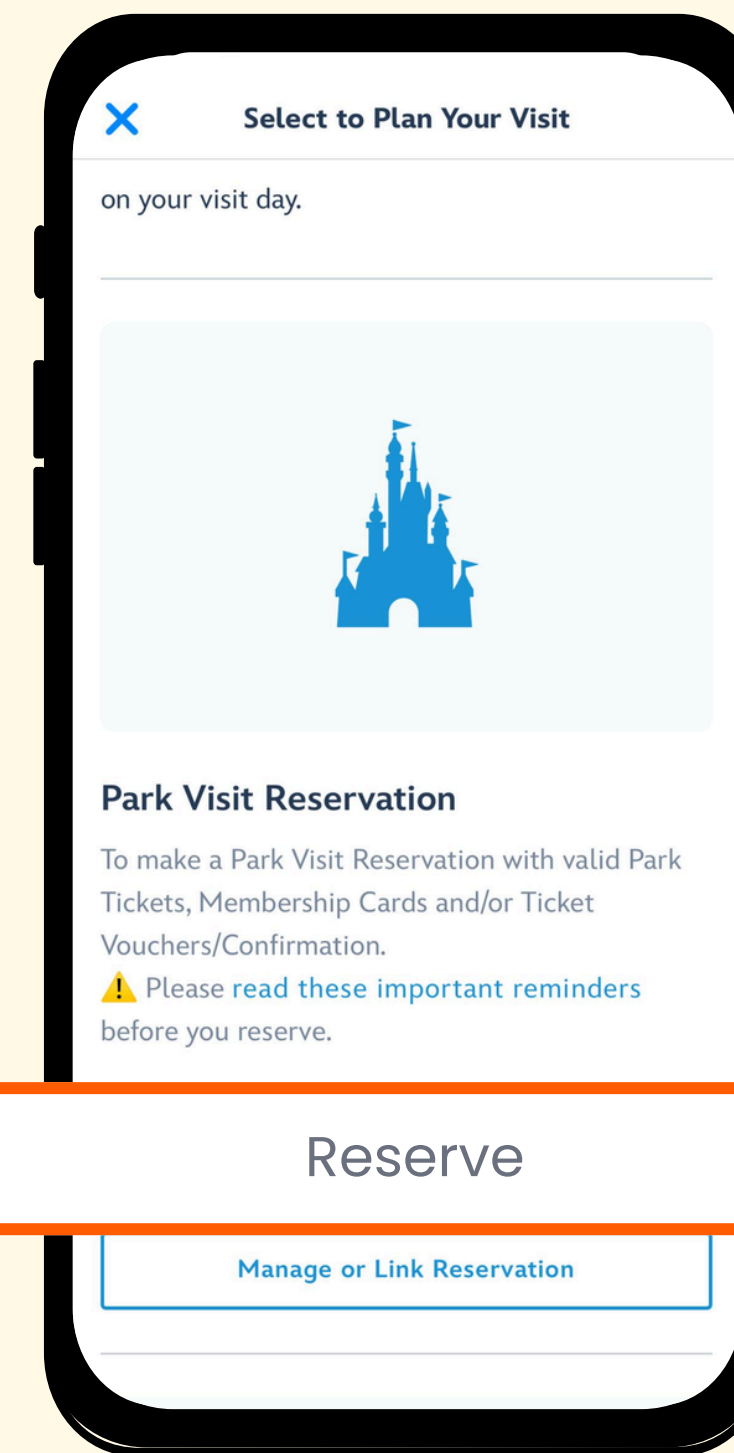 Select to Plan Your Visit
on your visit day.
Park Visit Reservation
To make a Park Visit Reservation with valid Park
Tickets, Membership Cards and/or Ticket
Vouchers/Confirmation.
⚠️ Please read these important reminders
before you reserve.
Reserve
Manage or Link Reservation